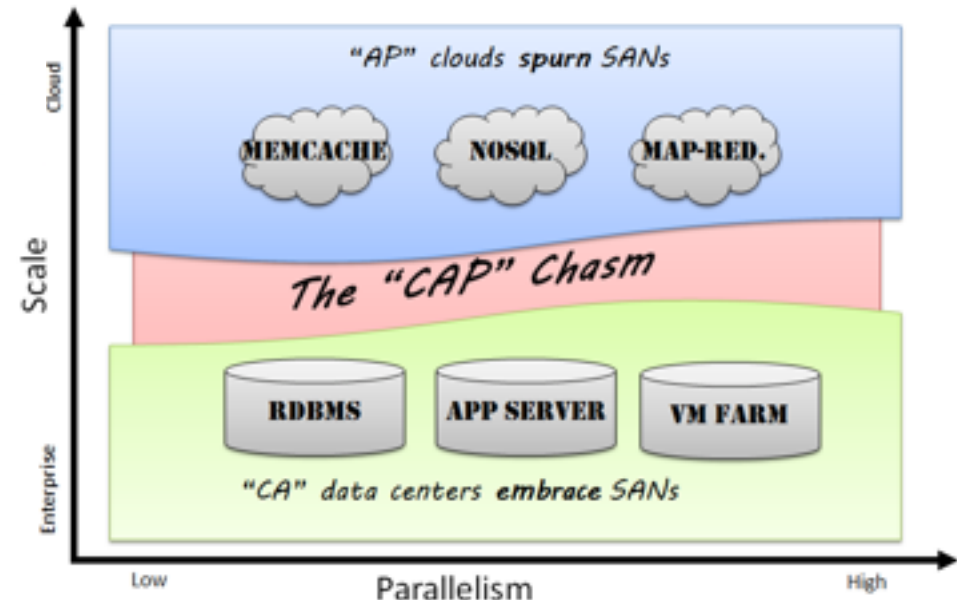 Cloud
"AP" clouds spurn SANs
MEMCACHE
NOSQL
MAP-RED.
Scale
The "CAP" Chasm
RDBMS
APP SERVER
VM FARM
Enterprise
"CA" data centers embrace SANs
Low
Parallelism
High